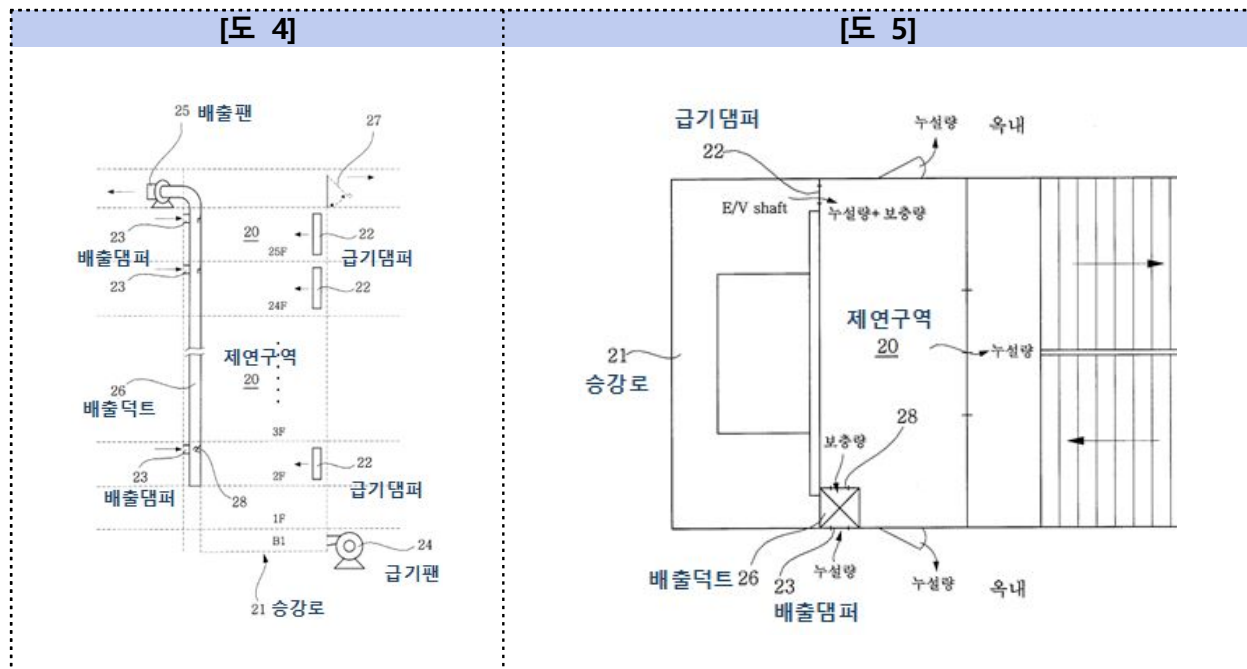 [도 4]
[도 5]
25 배출팬
27
23
배출댐퍼
20
22
급기댐퍼
25F
23
22
24F
제연구역
20
26
배출덕트
3F
23
배출댐퍼
28
2F
22
급기댐퍼
1F
B1
24
급기팬
21 승강로
급기댐퍼
22
누설량
옥내
E/V shaft
누설량+보충량
제연구역
20
누설량
21
승강로
보충량
28
배출덕트 26
23
배출댐퍼
누설량
누설량
옥내